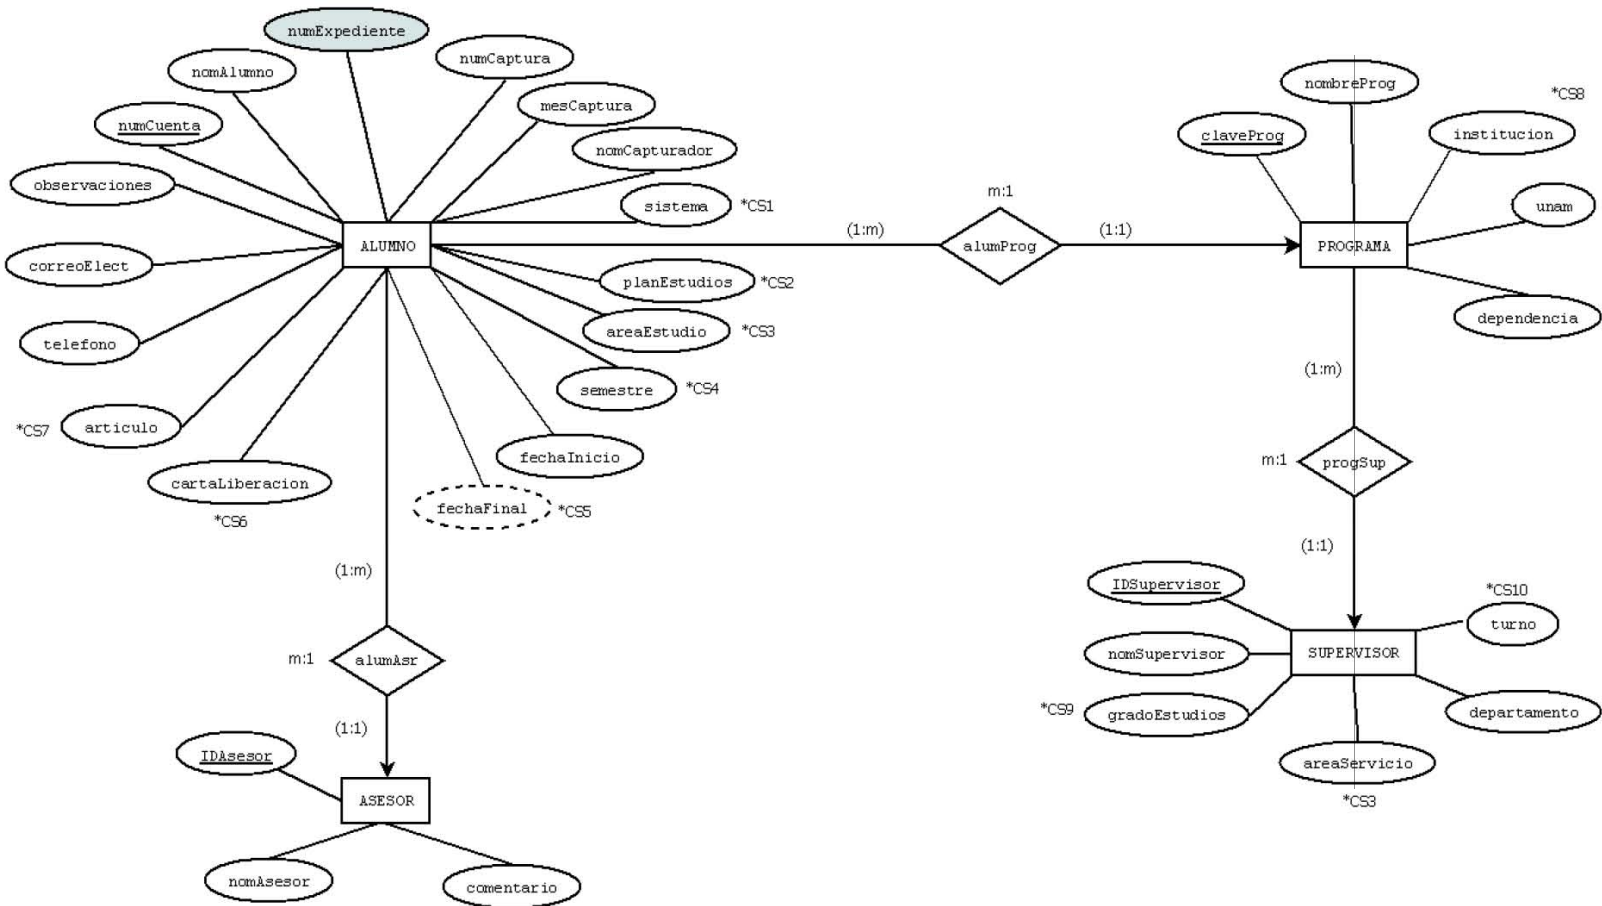 numExpediente
nomAlumno
numCaptura
numCuenta
mesCaptura
nomCapturador
observaciones
sistema
*CS1
ALUMNO
correoElect
planEstudios
*CS2
areaEstudio
*CS3
telefono
semestre
*CS4
*CS7
articulo
fechaInicio
cartaLiberacion
*CS6
fechaFinal
*CS5
(1:m)
m:1
alumProg
(1:1)
nombreProg
*CS8
claveProg
institucion
unam
PROGRAMA
dependencia
(1:m)
m:1
progSup
(1:1)
IDSupervisor
*CS10
turno
nomSupervisor
SUPERVISOR
*CS9
gradoEstudios
departamento
areaServicio
*CS3
(1:m)
m:1
alumAsr
(1:1)
IDAsesor
ASESOR
nomAsesor
comentario